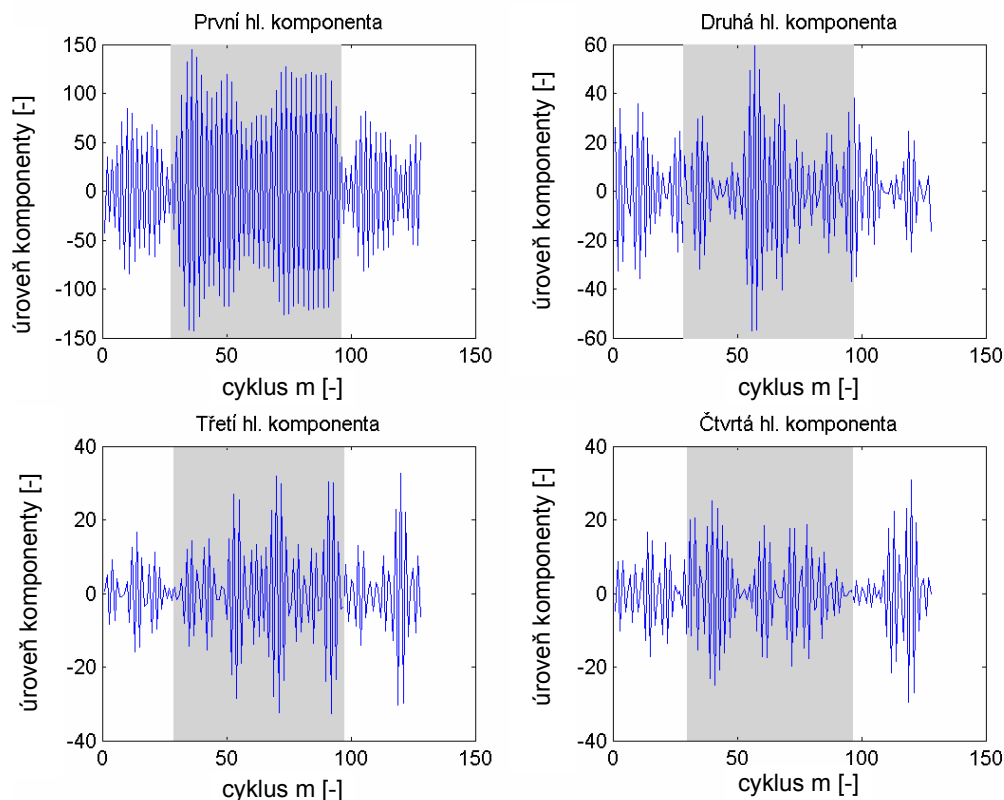 První hl. komponenta
150
100
50
0
-50
-100
-150
úroveň komponenty [-]
0 50 100 150
cyklus m [-]
Druhá hl. komponenta
60
40
20
0
-20
-40
-60
úroveň komponenty [-]
0 50 100 150
cyklus m [-]
Třetí hl. komponenta
40
20
0
-20
-40
úroveň komponenty [-]
0 50 100 150
cyklus m [-]
Čtvrtá hl. komponenta
40
20
0
-20
-40
úroveň komponenty [-]
0 50 100 150
cyklus m [-]